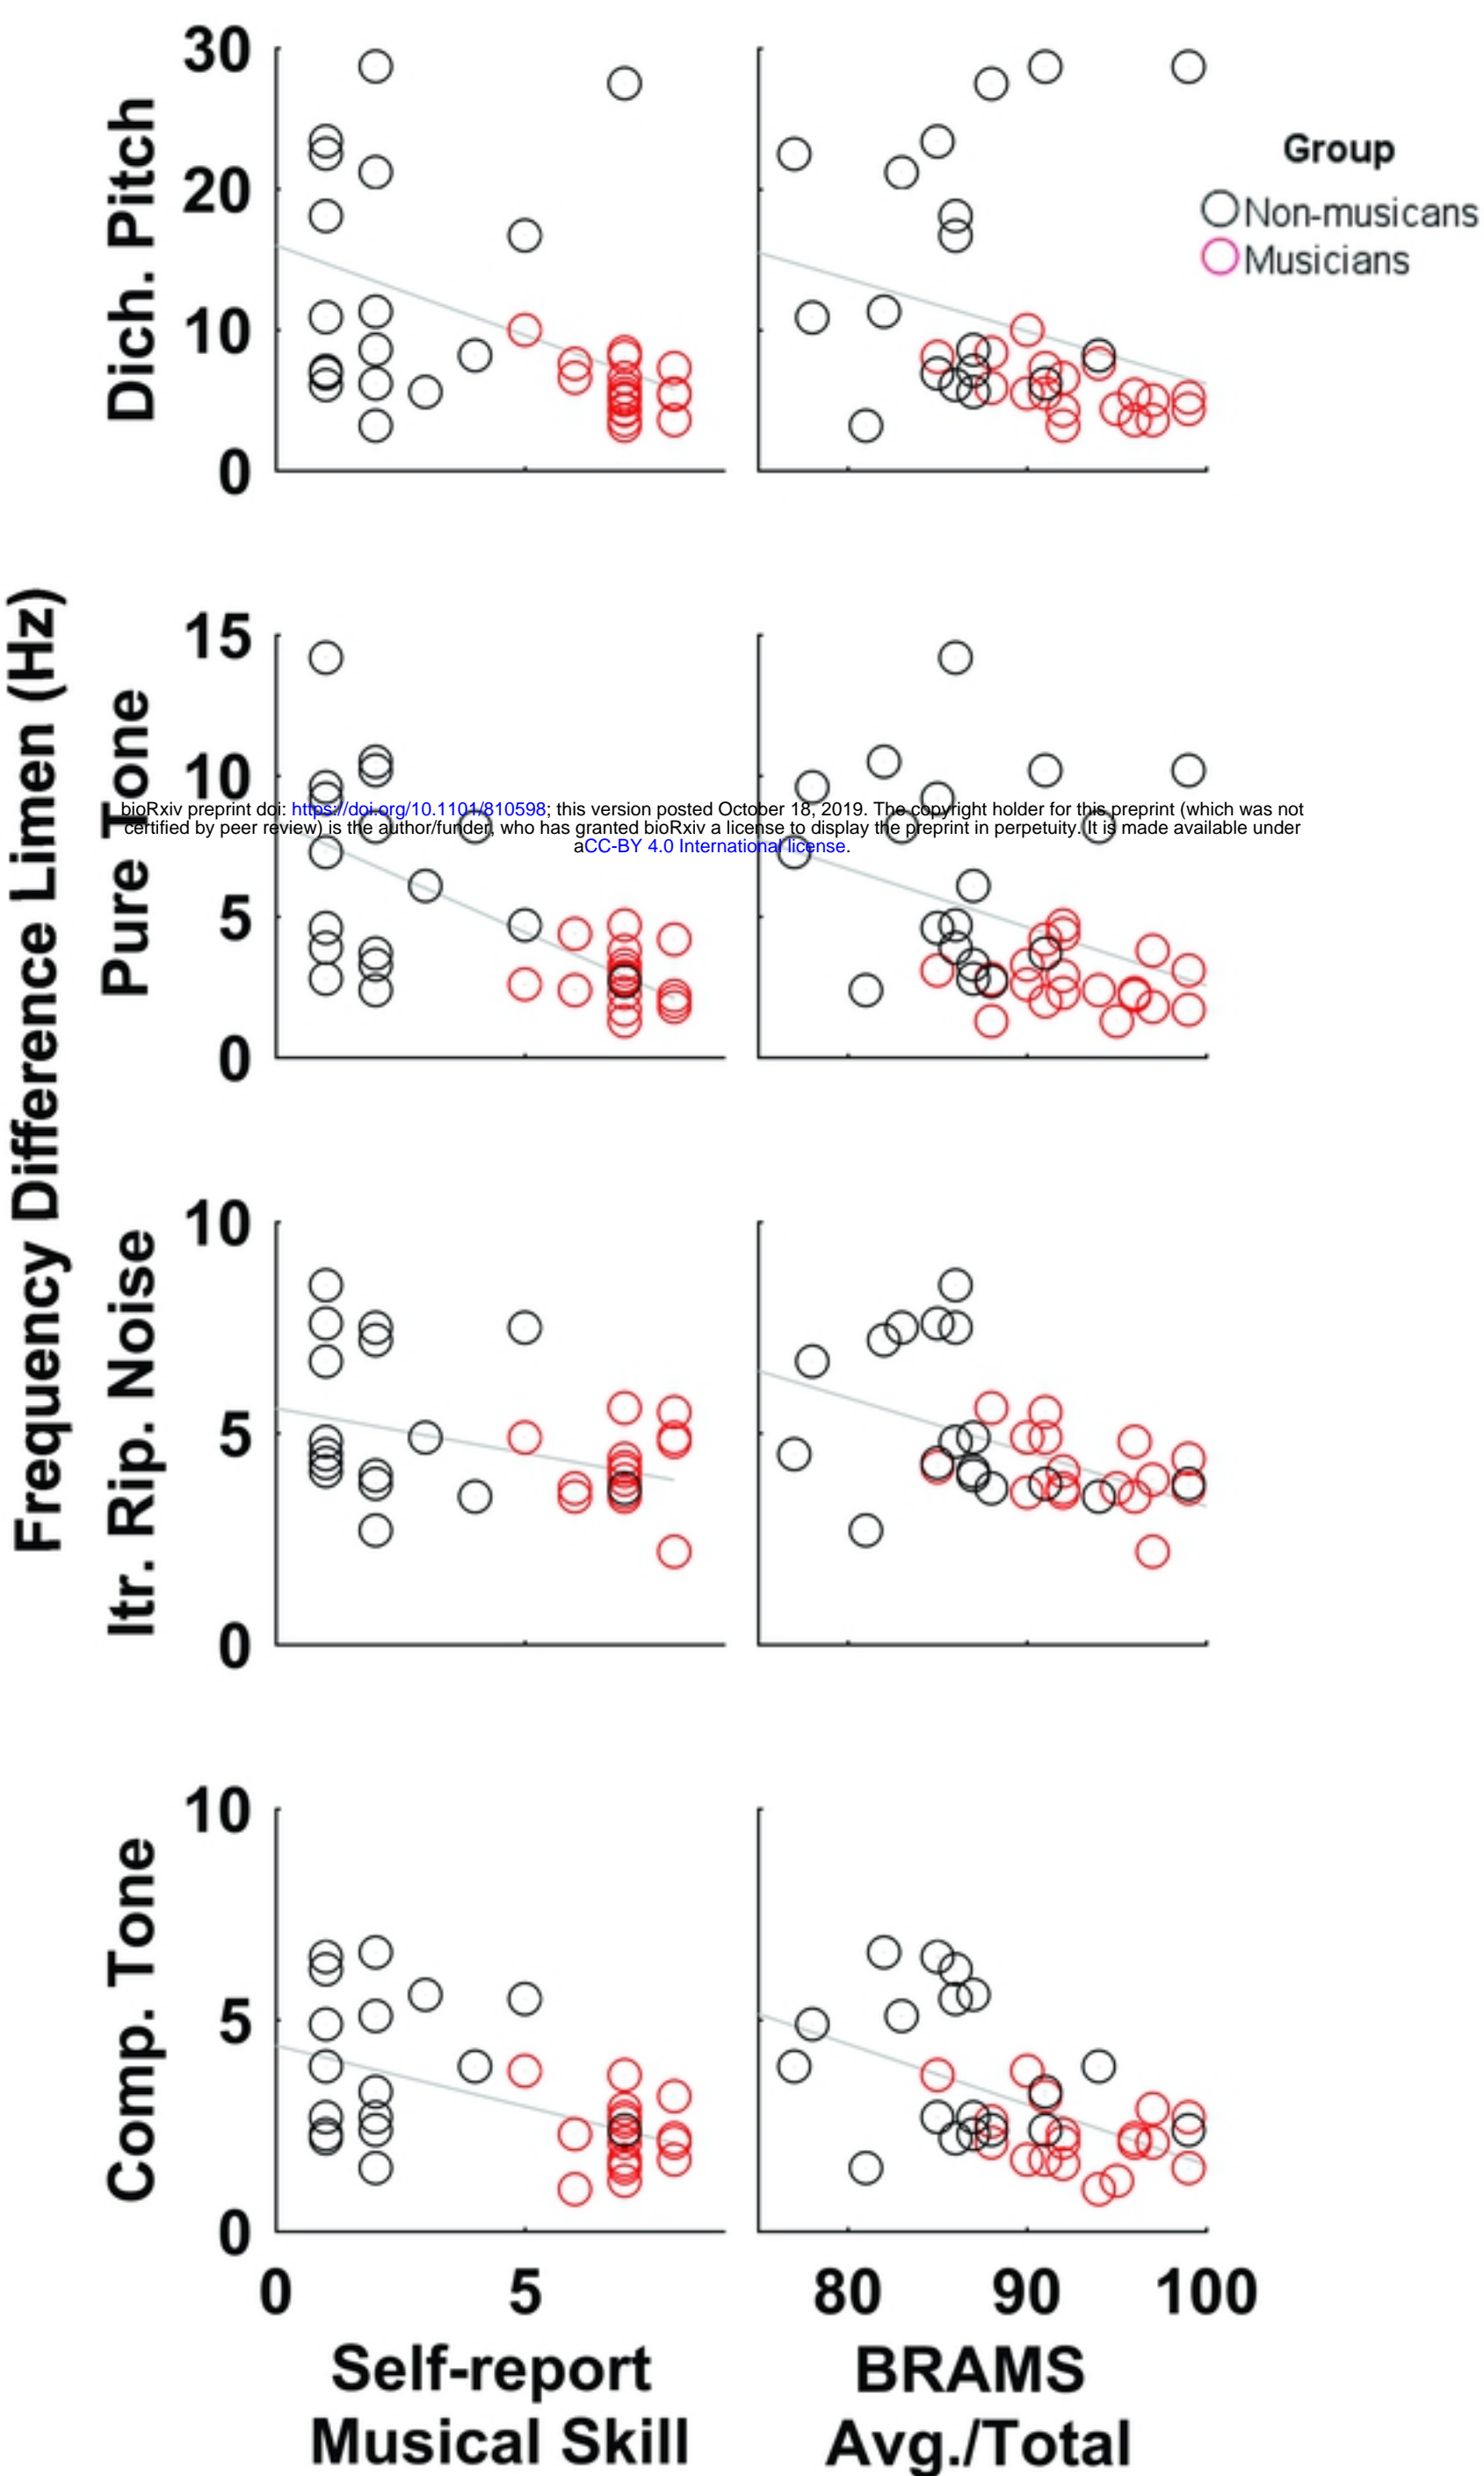 Frequency Difference Limen (Hz)
Dich. Pitch
30
20
10
0
Group
Non-musicans
Musicians
Pure Tone
15
10
5
0
bioRxiv preprint doi: https://doi.org/10.1101/810598; this version posted October 18, 2019. The copyright holder for this preprint (which was not
certified by peer review) is the author/funder, who has granted bioRxiv a license to display the preprint in perpetuity. It is made available under
aCC-BY 4.0 International license.
Itr. Rip. Noise
10
5
0
Comp. Tone
10
5
0
0 5 80 90 100
Self-report
Musical Skill
BRAMS
Avg./Total